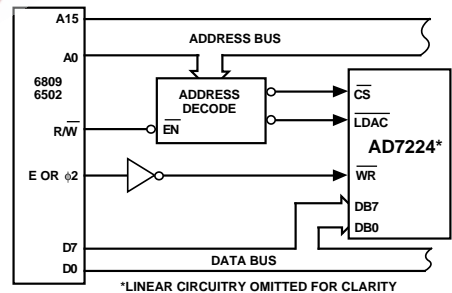 A15
ADDRESS BUS
A0
6809
6502
ADDRESS
DECODE
CS
R/W
EN
LDAC
AD7224*
E OR φ2
WR
DB7
DB0
D7
DATA BUS
D0
*LINEAR CIRCUITRY OMITTED FOR CLARITY